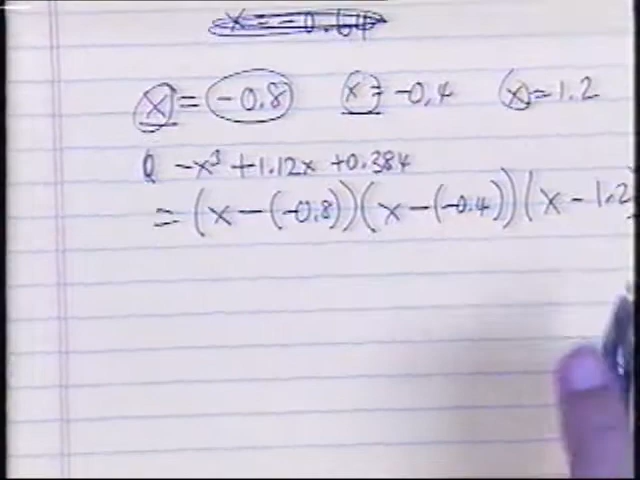 x = -0.64
x = -0.8 x = -0.4 x = 1.2
-x³ + 1.12x + 0.384
= (x - (-0.8))(x - (-0.4))(x - 1.2)